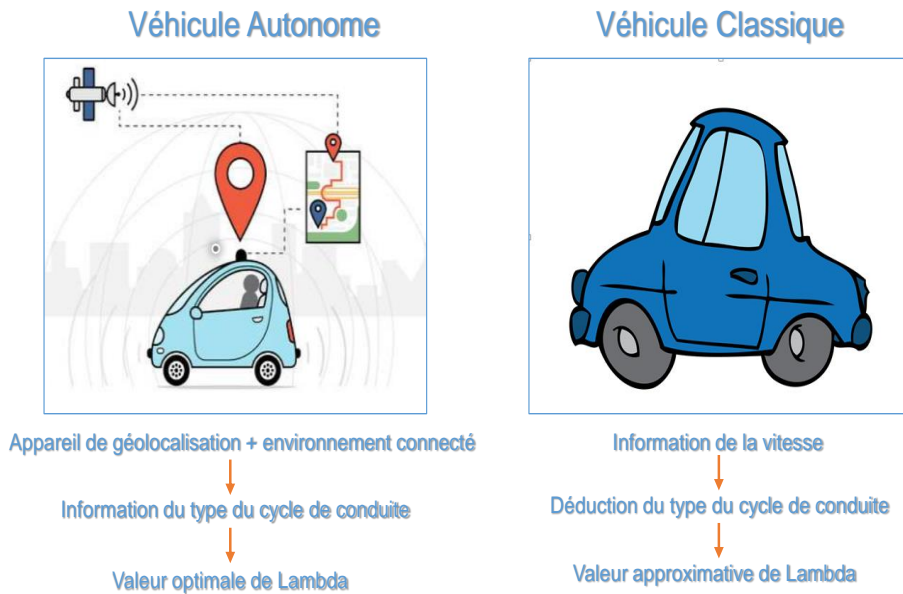 Véhicule Autonome
Appareil de géolocalisation + environnement connecté
Information du type du cycle de conduite
Valeur optimale de Lambda
Véhicule Classique
Information de la vitesse
Déduction du type du cycle de conduite
Valeur approximative de Lambda